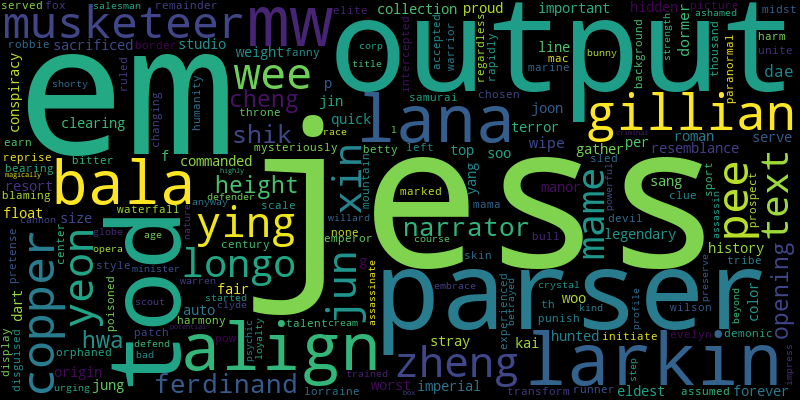 musketeer
mw
output
em
jess
parser
tod
align
larkin
gillian
lana
bala
ying
longo
copper
yeon
zheng
ferdinand
narrator
mame
pee
text
wee
cheng
shik
height
jun
xin
hwa
opening
float
dart
size
resort
origin
jung
fair
auto
commanded
clearing
conspiracy
reprise
bearing
blaming
bitter
earn
sacrificed
robbie
studio
served
fox
salesman
remainder
border
ruled
changing
humanity
shorty
weight
fanny
elite
throne
mysteriously
race
quick
jin
p
f
l
corp
title
collection
proud
regardless
accepted
warrior
intercepted
line
mac
marine
rapidly
important
hidden
picture
ashamed
midst
background
strength
dormer
thousand
bunny
paranormal
dae
harm
unite
samurai
chosen
joon
terror
wipe
gather
per
roman
resemblance
serve
betty
left
top
soo
yang
mountain
mama
marked
sled
powerful
manor
sang
clue
sport
assassin
prospect
devil
legendary
history
tribe
color
demonic
beyond
preserve
wilson
profile
crystal
th
kind
punish
woo
embrace
experienced
betrayed
kai
hunted
initiate
evelyn
stray
imperial
worst
transform
runner
step
eldest
assumed
forever
impress
skin
bull
course
willard
none
emperor
assassinate
century
scale
anyway
defender
highly
nature
waterfall
age
opera
globe
cannon
center
pretense
style
minister
poisoned
scout
warren
started
clyde
harmony
talent
cream
patch
defend
bad
pow
potential
psychic
loyalty
trained
lorraine
box
display
disguised
orphaned
urging
magically